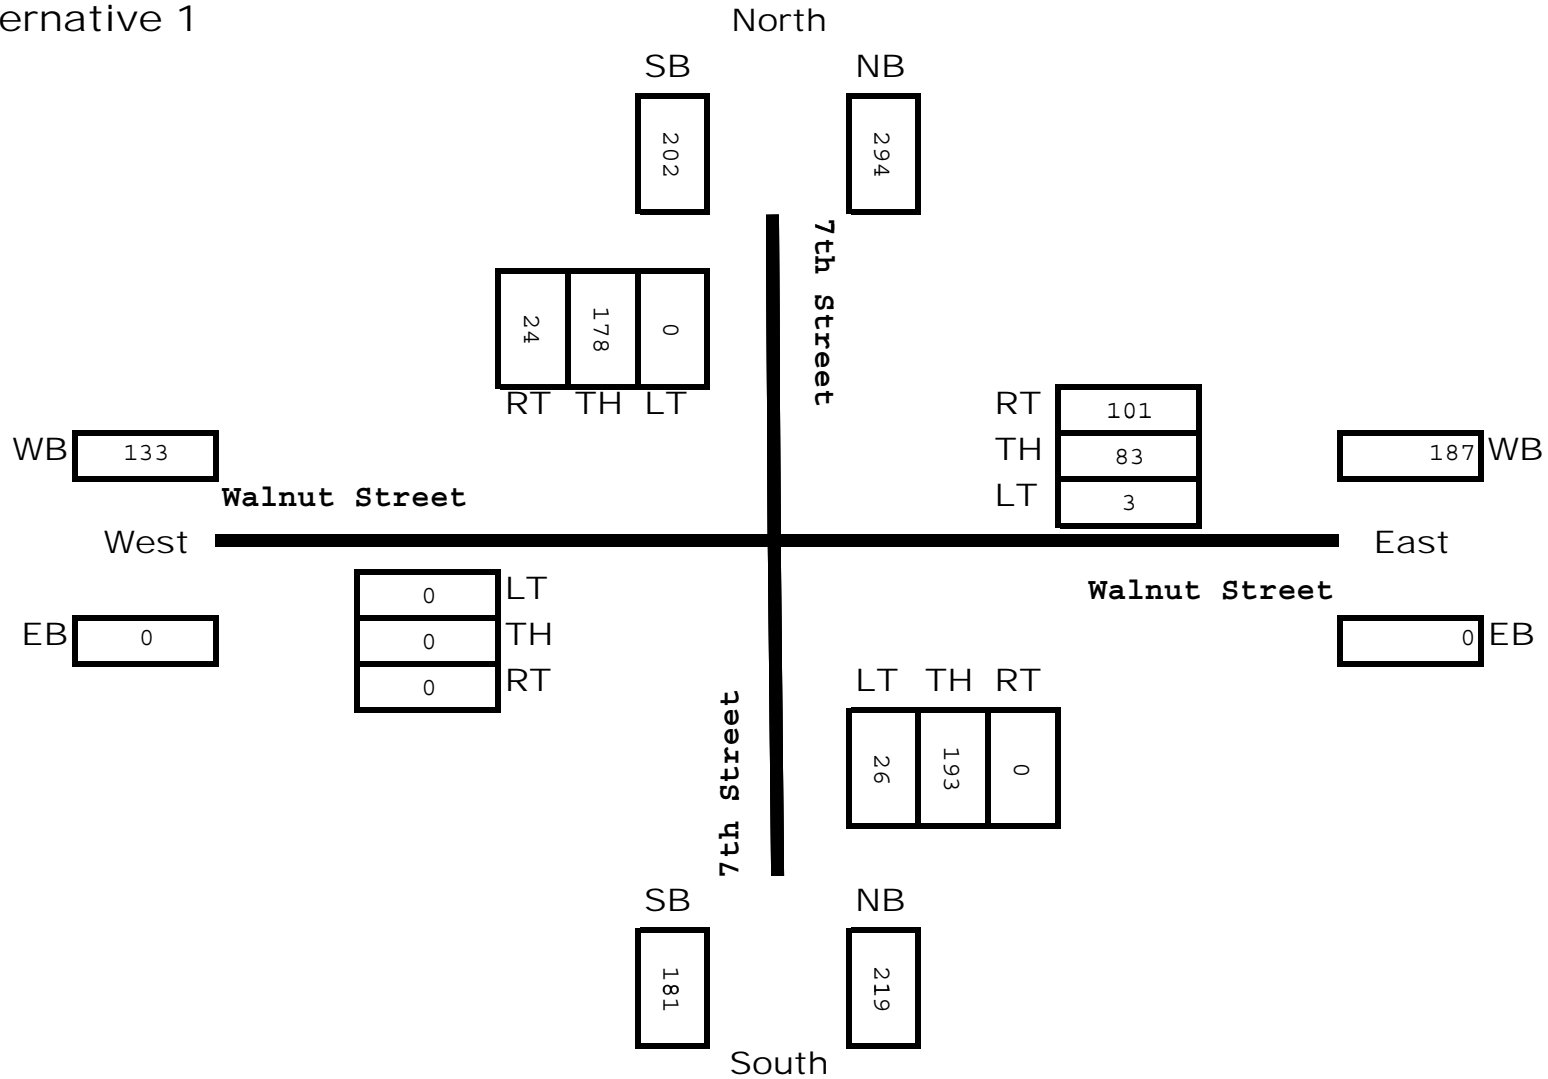 ernative 1
North
SB NB
202 294
7th Street
24 178 0
RT TH LT
RT 101
TH 83
LT 3
WB 133
187 WB
Walnut Street
West East
0 LT
0 TH
0 RT
Walnut Street
EB 0
0 EB
LT TH RT
26 193 0
7th Street
SB NB
181 219
South